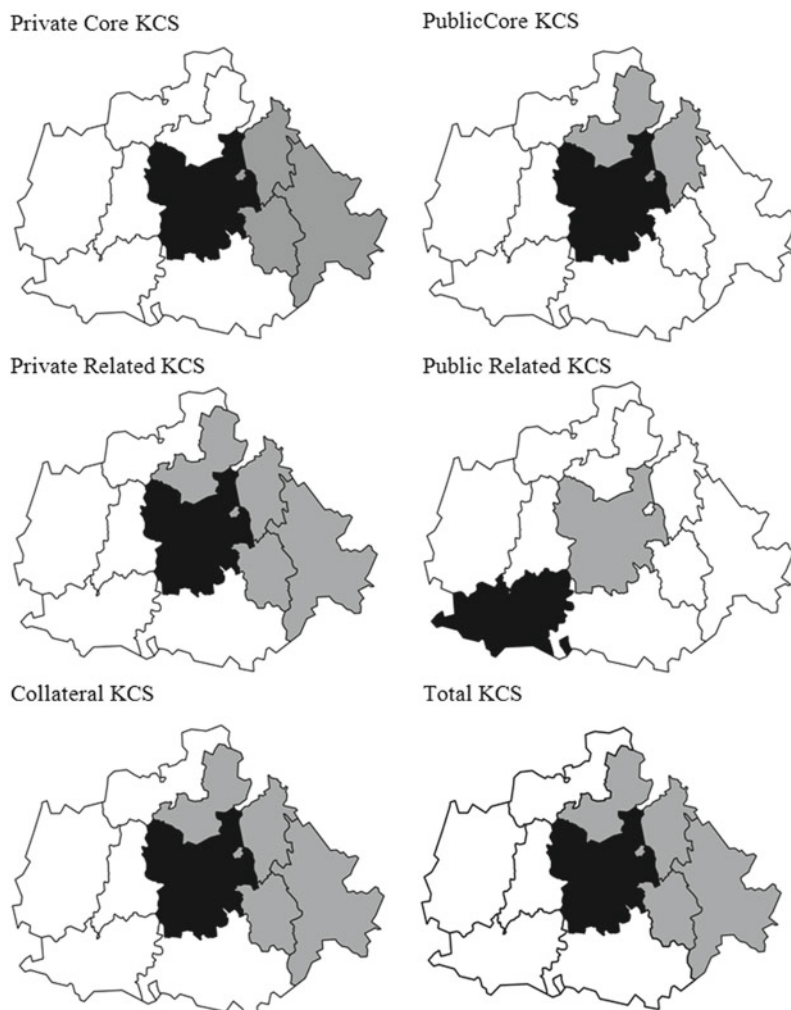 Private Core KCS
PublicCore KCS
Private Related KCS
Public Related KCS
Collateral KCS
Total KCS